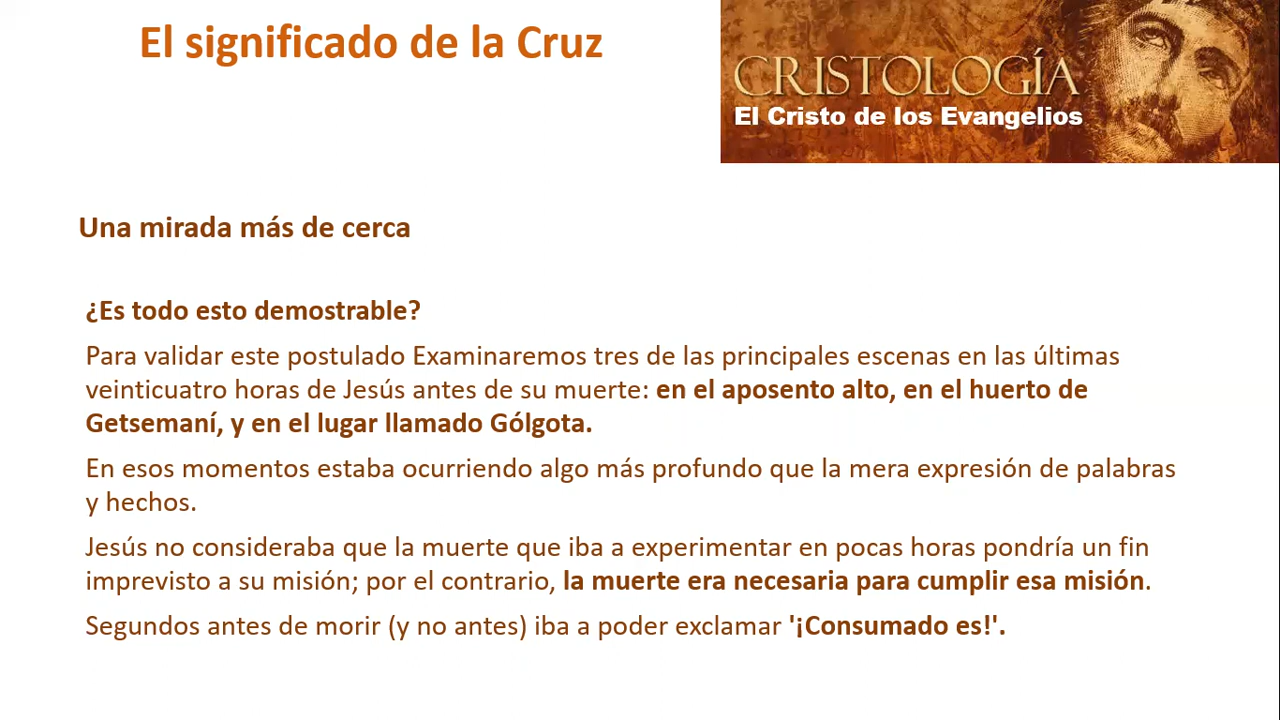 El significado de la Cruz
CRISTOLOGÍA
El Cristo de los Evangelios
Una mirada más de cerca
¿Es todo esto demostrable?
Para validar este postulado Examinaremos tres de las principales escenas en las últimas
veinticuatro horas de Jesús antes de su muerte: en el aposento alto, en el huerto de
Getsemaní, y en el lugar llamado Gólgota.
En esos momentos estaba ocurriendo algo más profundo que la mera expresión de palabras
y hechos.
Jesús no consideraba que la muerte que iba a experimentar en pocas horas pondría un fin
imprevisto a su misión; por el contrario, la muerte era necesaria para cumplir esa misión.
Segundos antes de morir (y no antes) iba a poder exclamar '¡Consumado es!'.